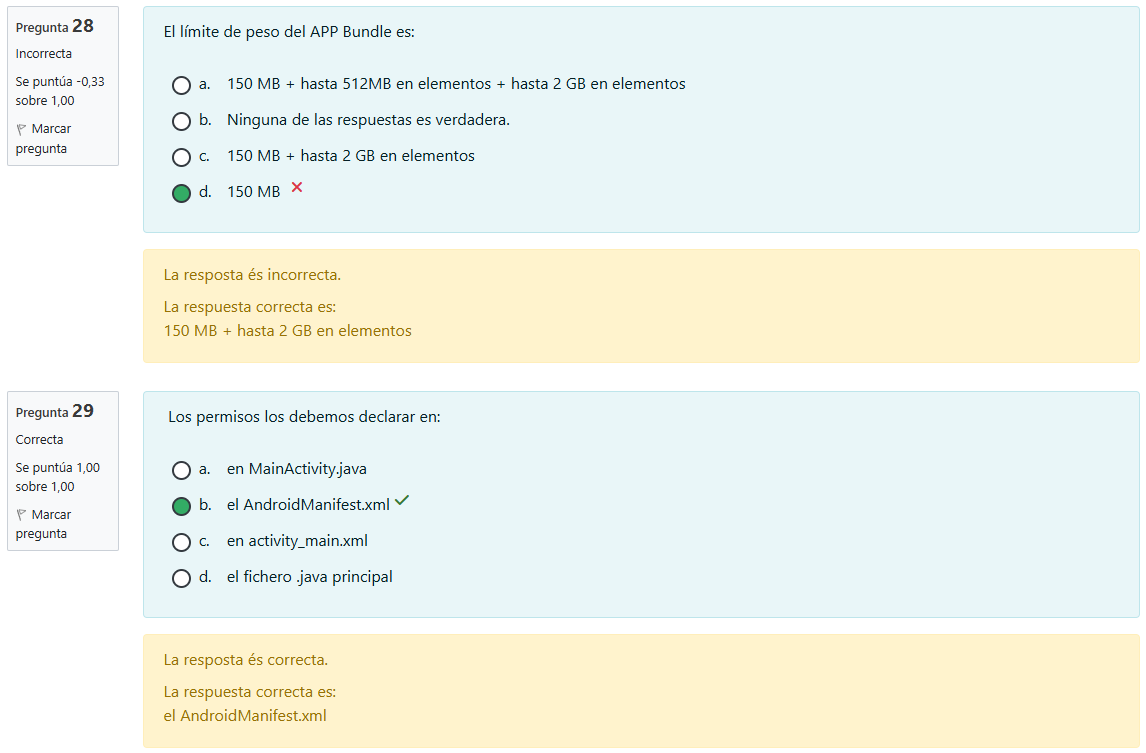 Pregunta 28
Incorrecta
Se puntúa -0,33
sobre 1,00
Marcar
pregunta
El límite de peso del APP Bundle es:
a. 150 MB + hasta 512MB en elementos + hasta 2 GB en elementos
b. Ninguna de las respuestas es verdadera.
c. 150 MB + hasta 2 GB en elementos
d. 150 MB
La resposta és incorrecta.
La respuesta correcta es:
150 MB + hasta 2 GB en elementos
Pregunta 29
Correcta
Se puntúa 1,00
sobre 1,00
Marcar
pregunta
Los permisos los debemos declarar en:
a. en MainActivity.java
b. el AndroidManifest.xml
c. en activity_main.xml
d. el fichero .java principal
La resposta és correcta.
La respuesta correcta es:
el AndroidManifest.xml